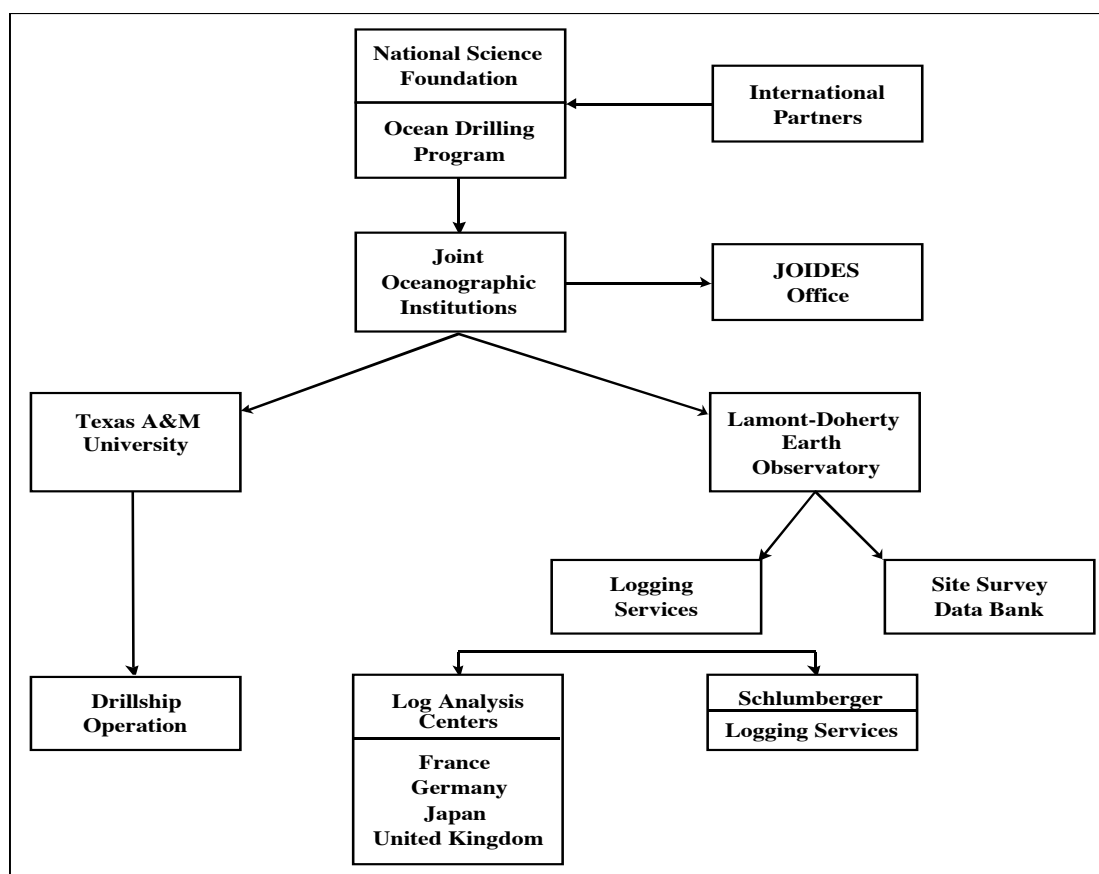 National Science
Foundation
Ocean Drilling
Program
International
Partners
Joint
Oceanographic
Institutions
JOIDES
Office
Texas A&M
University
Lamont-Doherty
Earth
Observatory
Logging
Services
Site Survey
Data Bank
Drillship
Operation
Log Analysis
Centers
France
Germany
Japan
United Kingdom
Schlumberger
Logging Services